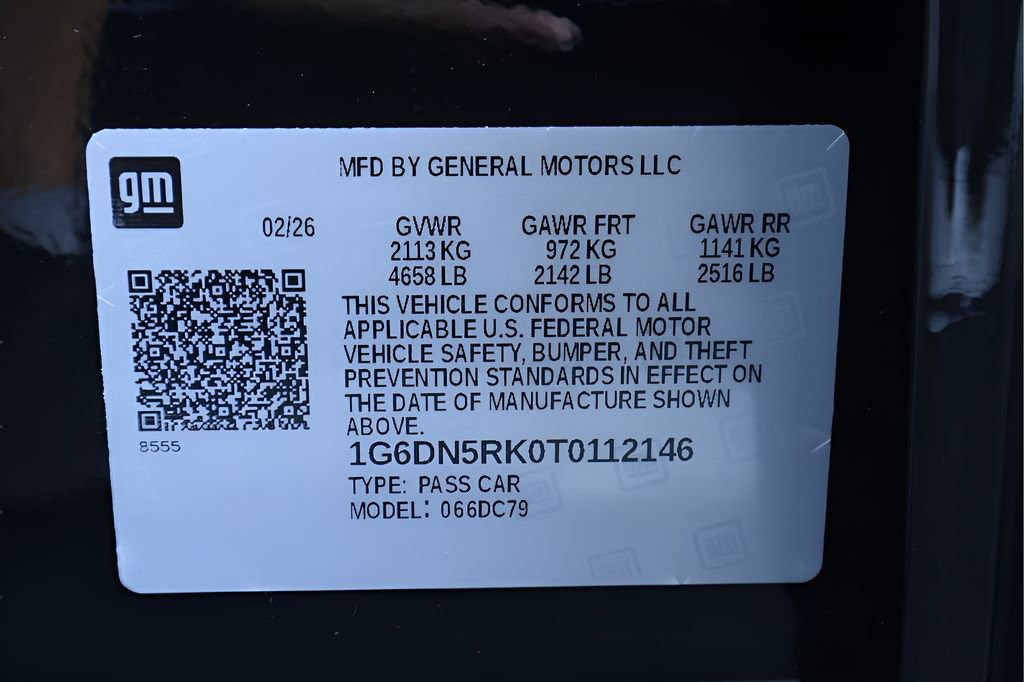 gm
MFD BY GENERAL MOTORS LLC
02/26 GVWR GAWR FRT GAWR RR
2113 KG 972 KG 1141 KG
4658 LB 2142 LB 2516 LB
THIS VEHICLE CONFORMS TO ALL
APPLICABLE U.S. FEDERAL MOTOR
VEHICLE SAFETY, BUMPER, AND THEFT
PREVENTION STANDARDS IN EFFECT ON
THE DATE OF MANUFACTURE SHOWN
ABOVE.
8555
1G6DN5RK0T0112146
TYPE: PASS CAR
MODEL: 066DC79